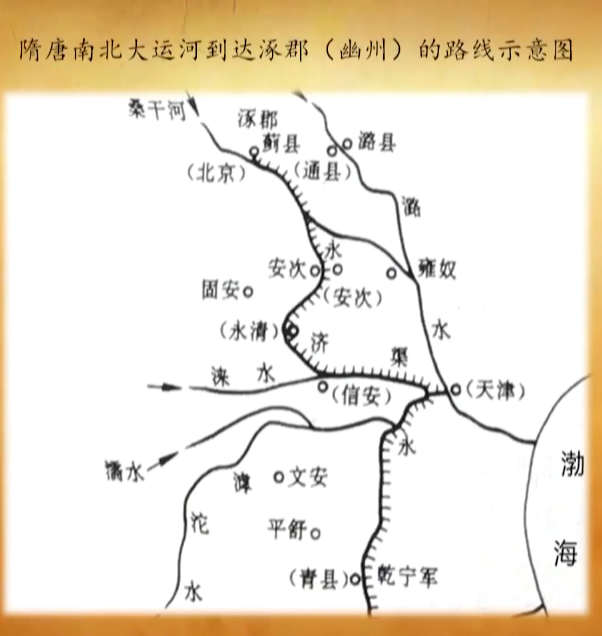 隋唐南北大运河到达涿郡（幽州）的路线示意图
桑干河
涿郡
蓟县
（北京）
潞县
（通县）
潞
水
雍奴
永
安次
（安次）
固安
（永清）
济
渠
涞水
（信安）
（天津）
永
滱水
滹
沱
水
文安
平舒
（青县）
乾宁军
渤
海